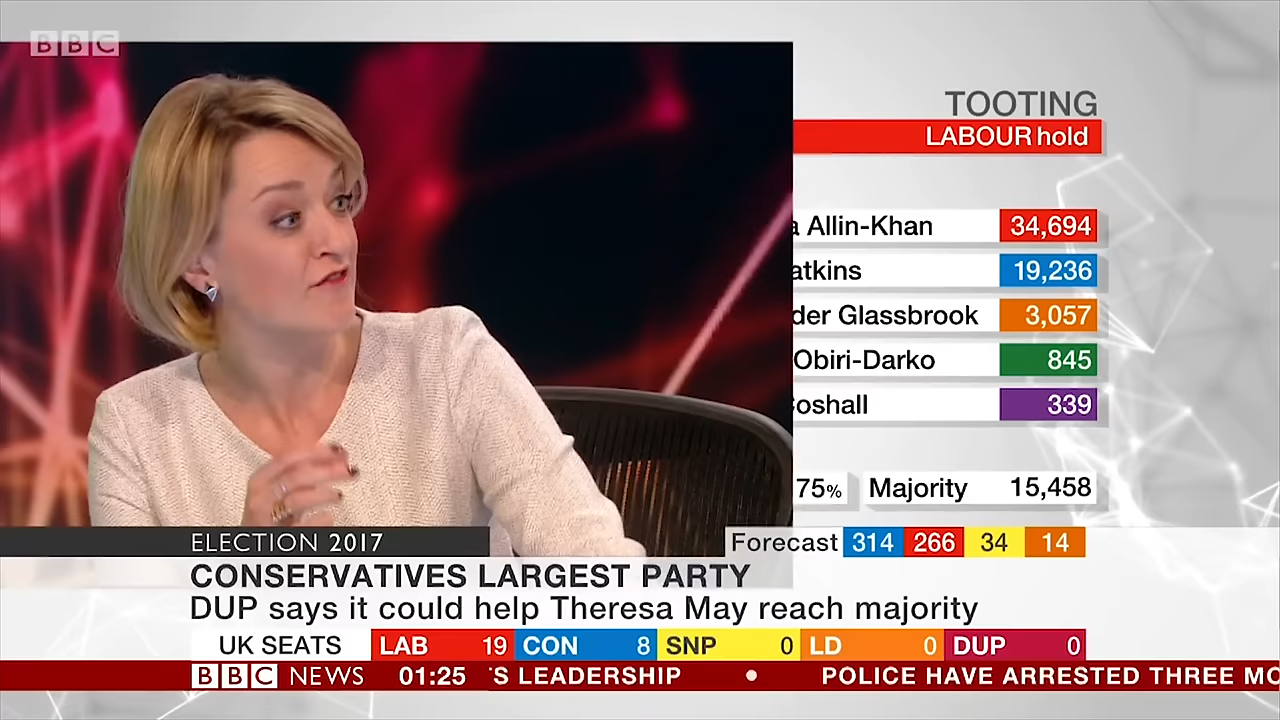 BBC
TOOTING
LABOUR hold
Allin-Khan 34,694
atkins 19,236
der Glassbrook 3,057
Obiri-Darko 845
oshall 339
75% Majority 15,458
ELECTION 2017
Forecast 314 266 34 14
CONSERVATIVES LARGEST PARTY
DUP says it could help Theresa May reach majority
UK SEATS LAB 19 CON 8 SNP 0 LD 0 DUP 0
BBC NEWS 01:25 'S LEADERSHIP • POLICE HAVE ARRESTED THREE MO